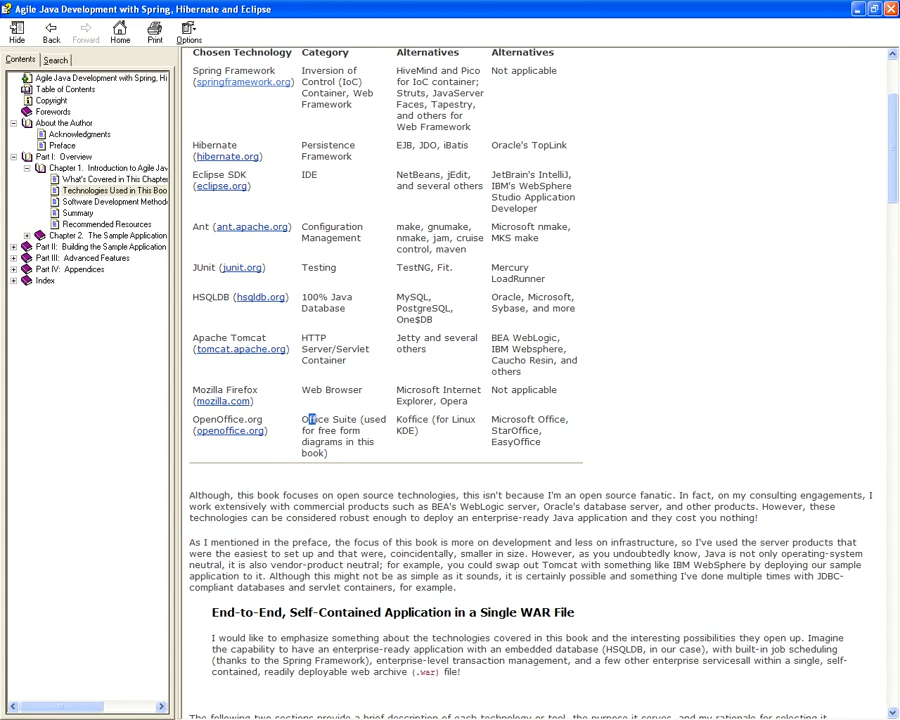 Agile Java Development with Spring, Hibernate and Eclipse
Hide Back Forward Home Print Options
Contents Search
Agile Java Development with Spring, Hi
Table of Contents
Copyright
Forewords
About the Author
Acknowledgments
Preface
Part I: Overview
Chapter 1. Introduction to Agile Jav
What's Covered in This Chapter
Technologies Used in This Boo
Software Development Method
Summary
Recommended Resources
Chapter 2. The Sample Application
Part II: Building the Sample Application
Part III: Advanced Features
Part IV: Appendices
Index
Chosen Technology Category Alternatives Alternatives
Spring Framework
(springframework.org)
Inversion of
Control (IoC)
Container, Web
Framework
HiveMind and Pico
for IoC container;
Struts, JavaServer
Faces, Tapestry,
and others for
Web Framework
Not applicable
Hibernate
(hibernate.org)
Persistence
Framework
EJB, JDO, iBatis
Oracle's TopLink
Eclipse SDK
(eclipse.org)
IDE
NetBeans, jEdit,
and several others
JetBrain's IntelliJ,
IBM's WebSphere
Studio Application
Developer
Ant (ant.apache.org)
Configuration
Management
make, gnumake,
nmake, jam, cruise
control, maven
Microsoft nmake,
MKS make
JUnit (junit.org)
Testing
TestNG, Fit.
Mercury
LoadRunner
HSQLDB (hsqldb.org)
100% Java
Database
MySQL,
PostgreSQL,
One$DB
Oracle, Microsoft,
Sybase, and more
Apache Tomcat
(tomcat.apache.org)
HTTP
Server/Servlet
Container
Jetty and several
others
BEA WebLogic,
IBM Websphere,
Caucho Resin, and
others
Mozilla Firefox
(mozilla.com)
Web Browser
Microsoft Internet
Explorer, Opera
Not applicable
OpenOffice.org
(openoffice.org)
Office Suite (used
for free form
diagrams in this
book)
Koffice (for Linux
KDE)
Microsoft Office,
StarOffice,
EasyOffice
Although, this book focuses on open source technologies, this isn't because I'm an open source fanatic. In fact, on my consulting engagements, I
work extensively with commercial products such as BEA's WebLogic server, Oracle's database server, and other products. However, these
technologies can be considered robust enough to deploy an enterprise-ready Java application and they cost you nothing!
As I mentioned in the preface, the focus of this book is more on development and less on infrastructure, so I've used the server products that
were the easiest to set up and that were, coincidentally, smaller in size. However, as you undoubtedly know, Java is not only operating-system
neutral, it is also vendor-product neutral; for example, you could swap out Tomcat with something like IBM WebSphere by deploying our sample
application to it. Although this might not be as simple as it sounds, it is certainly possible and something I've done multiple times with JDBC-
compliant databases and servlet containers, for example.
End-to-End, Self-Contained Application in a Single WAR File
I would like to emphasize something about the technologies covered in this book and the interesting possibilities they open up. Imagine
the capability to have an enterprise-ready application with an embedded database (HSQLDB, in our case), with built-in job scheduling
(thanks to the Spring Framework), enterprise-level transaction management, and a few other enterprise servicesall within a single, self-
contained, readily deployable web archive (.war) file!
The following two sections provide a brief description of each technology or tool, the purpose it serves, and my rationale for selecting it